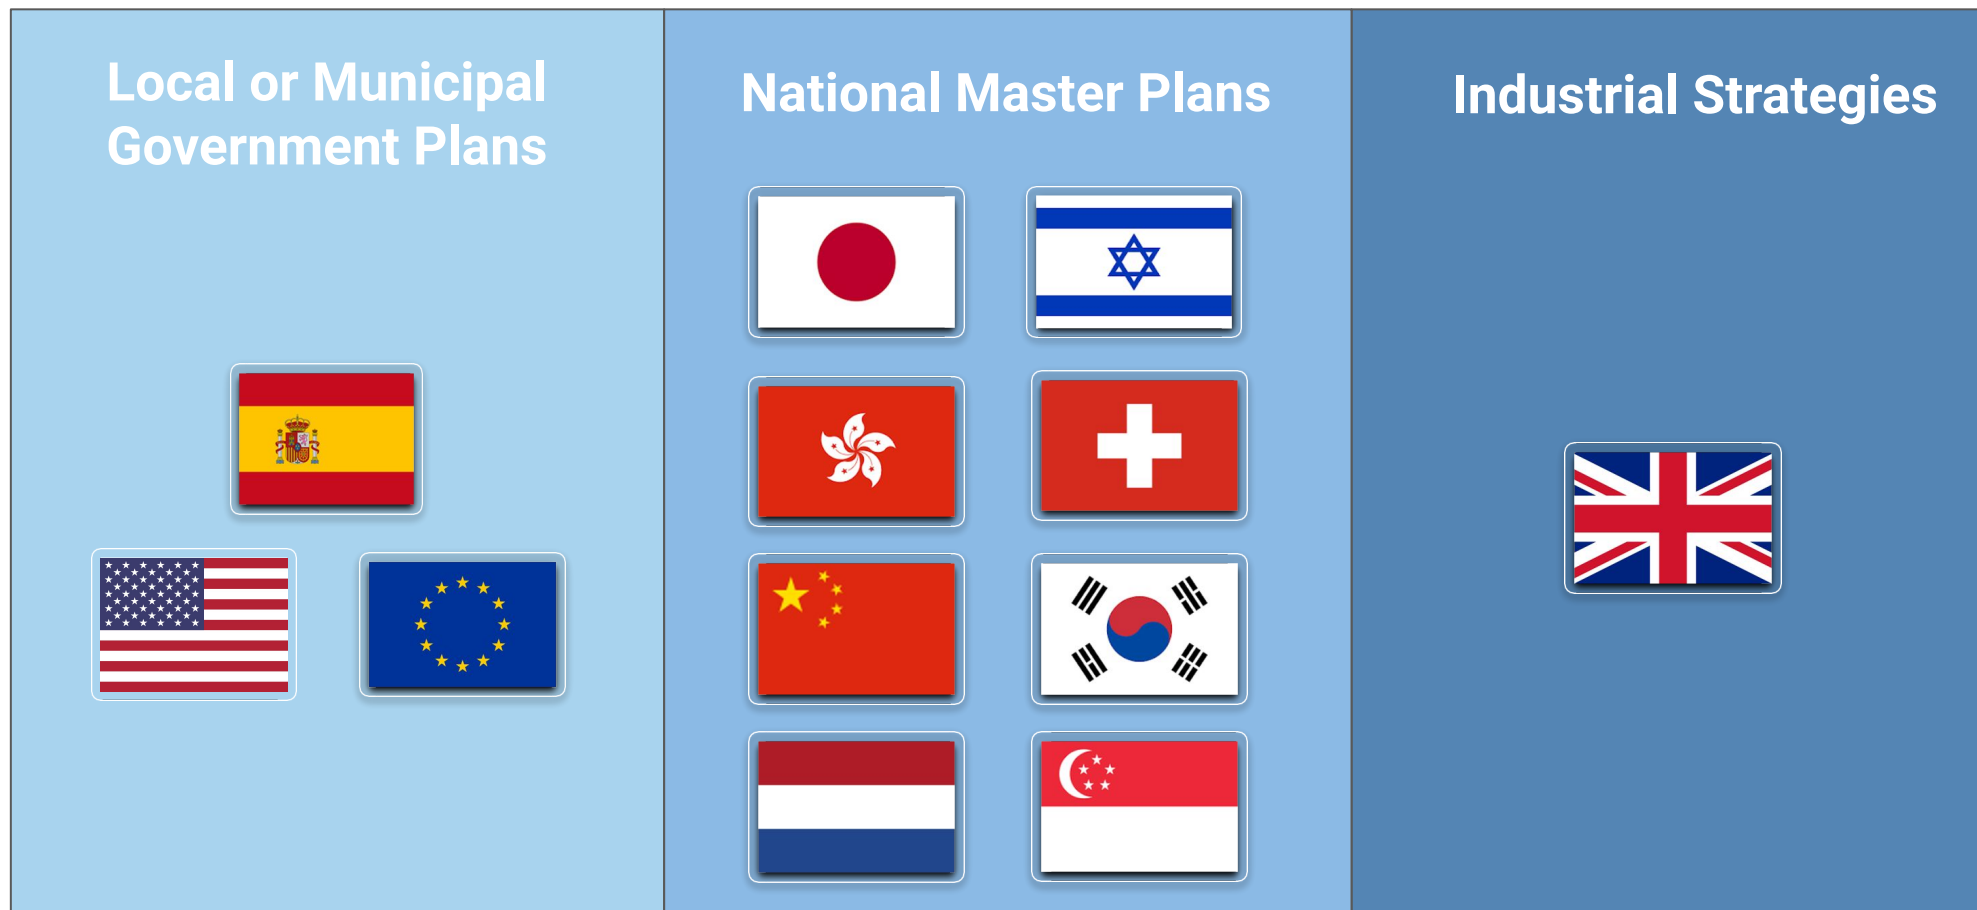 Local or Municipal
Government Plans
National Master Plans
Industrial Strategies